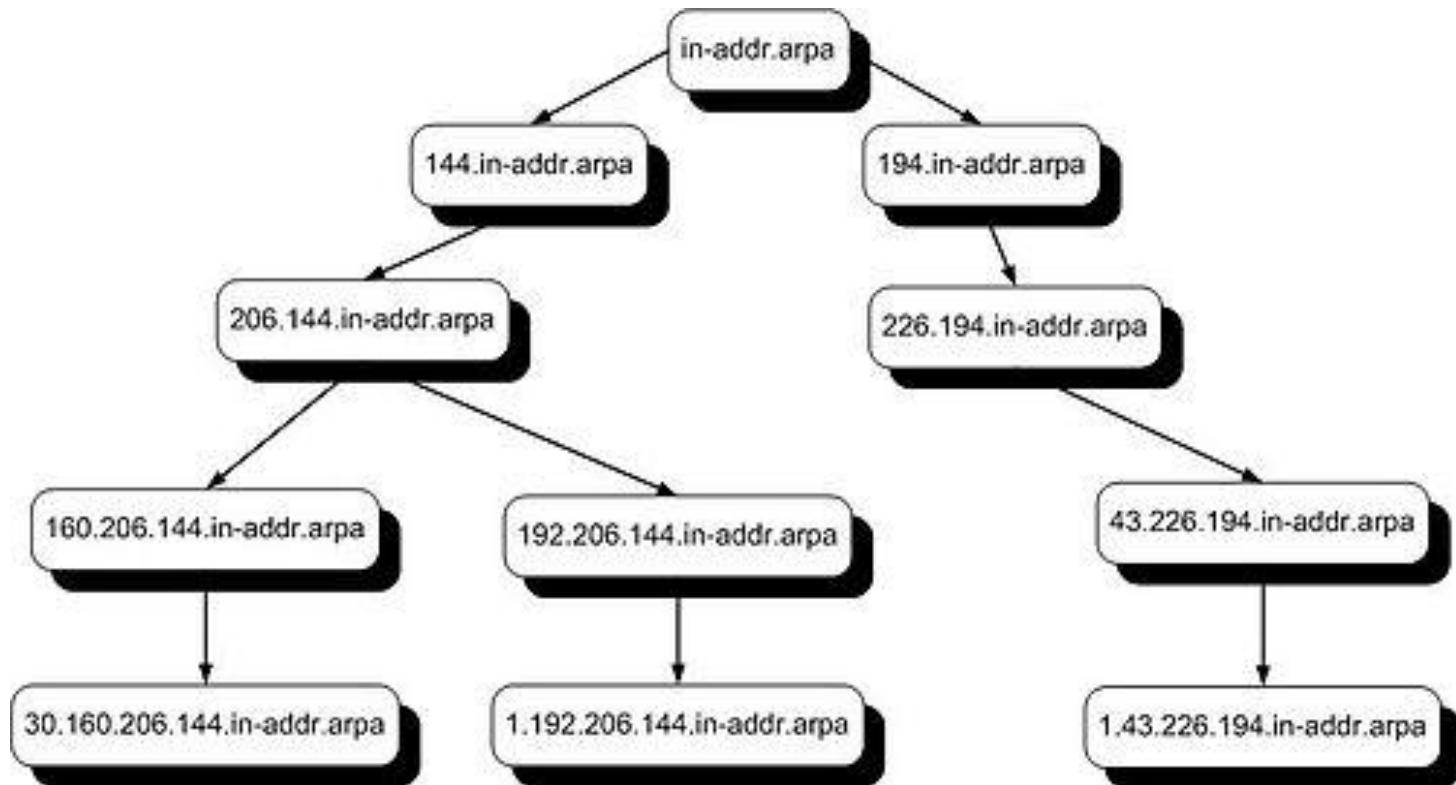 in-addr.arpa
144.in-addr.arpa
194.in-addr.arpa
206.144.in-addr.arpa
226.194.in-addr.arpa
160.206.144.in-addr.arpa
192.206.144.in-addr.arpa
43.226.194.in-addr.arpa
30.160.206.144.in-addr.arpa
1.192.206.144.in-addr.arpa
1.43.226.194.in-addr.arpa